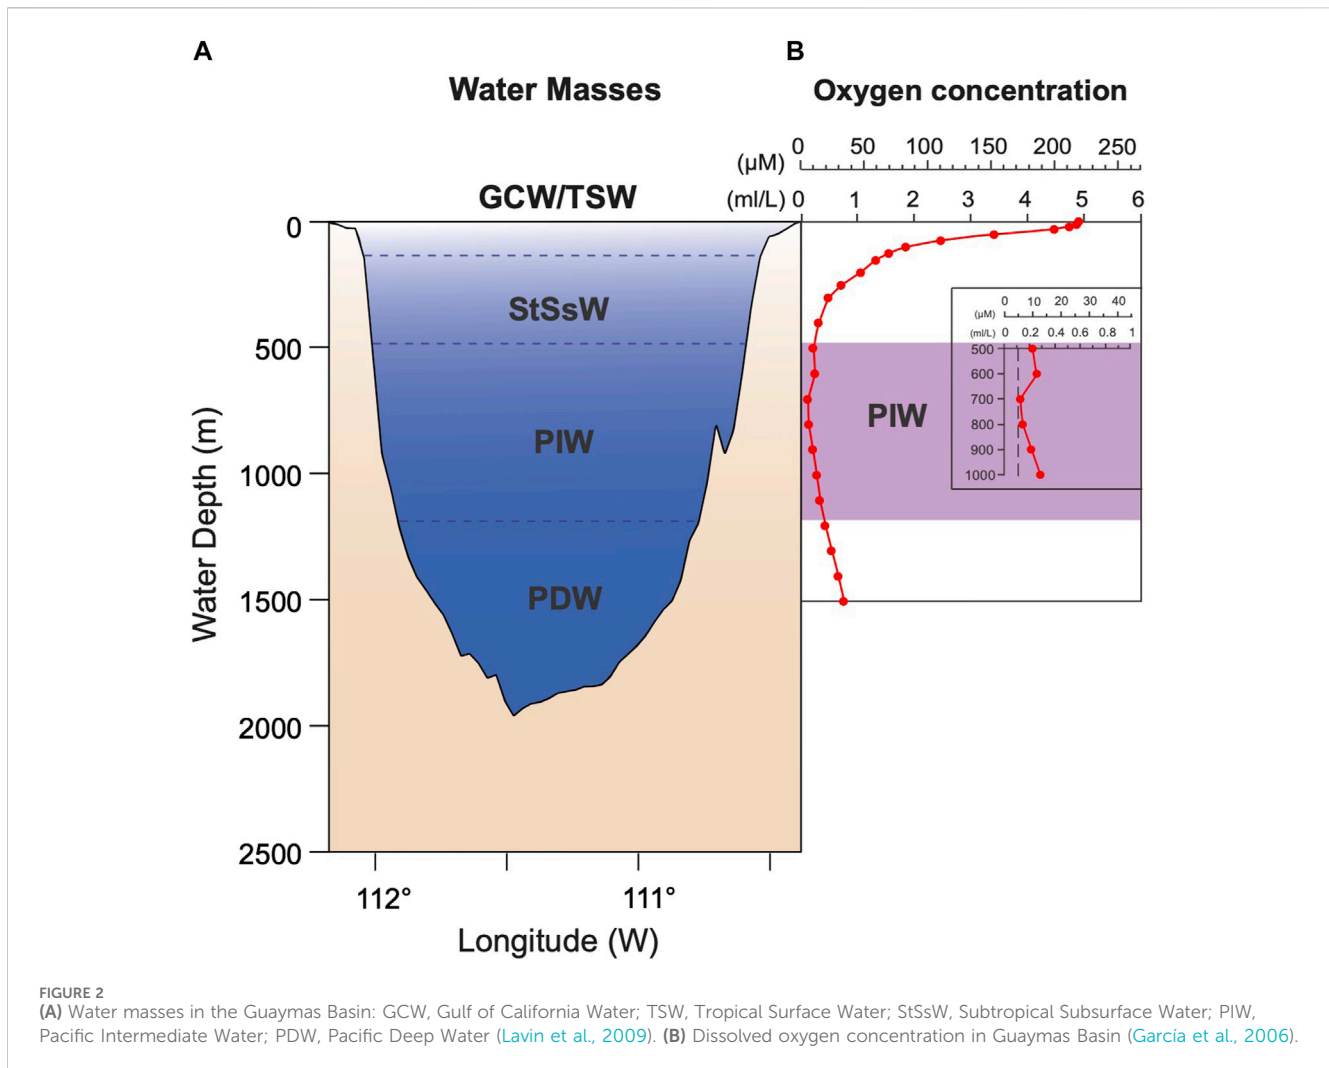 A
B
Water Masses
Oxygen concentration
0 50 100 150 200 250
(µM)
GCW/TSW
(ml/L) 0 1 2 3 4 5 6
0
StSsW
0 10 20 30 40
(µM)
(ml/L) 0 0.2 0.4 0.6 0.8 1
500
500
600
700
PIW
800
PIW
900
1000
1000
1500
PDW
2000
2500
Water Depth (m)
112° 111°
Longitude (W)
FIGURE 2
(A) Water masses in the Guaymas Basin: GCW, Gulf of California Water; TSW, Tropical Surface Water; StSsW, Subtropical Subsurface Water; PIW,
Pacific Intermediate Water; PDW, Pacific Deep Water (Lavin et al., 2009). (B) Dissolved oxygen concentration in Guaymas Basin (García et al., 2006).